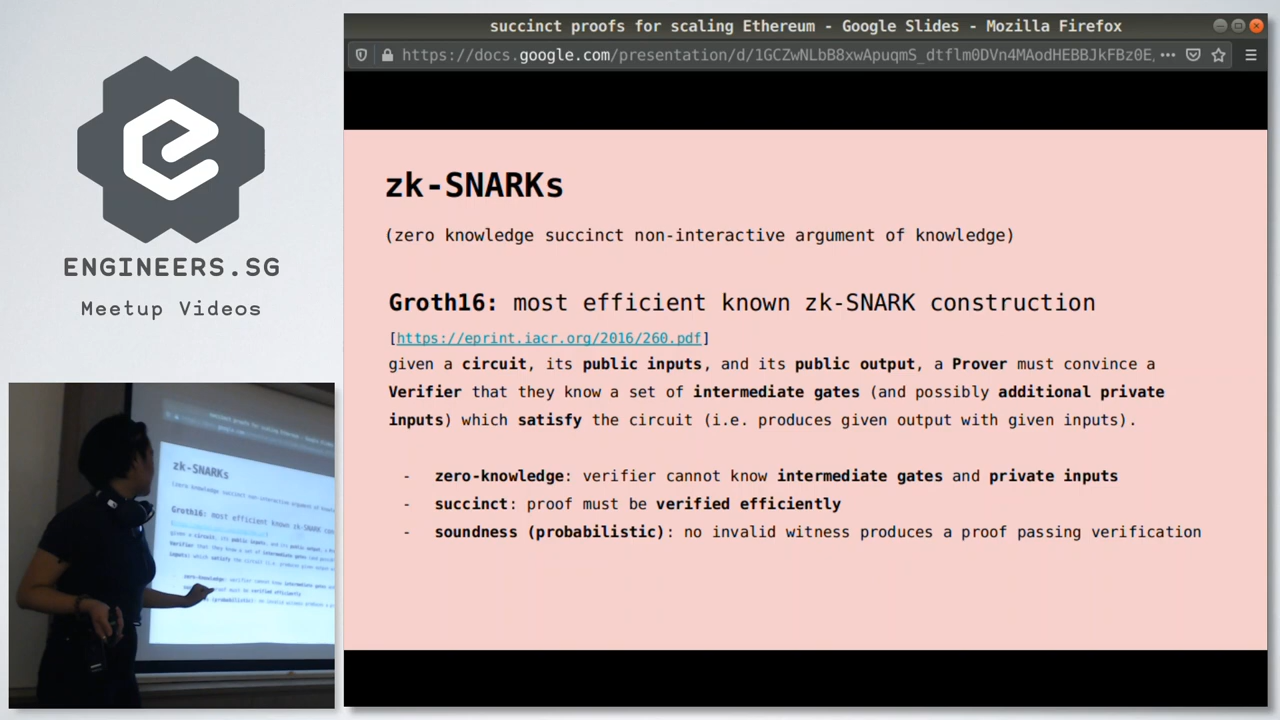 succinct proofs for scaling Ethereum - Google Slides - Mozilla Firefox
https://docs.google.com/presentation/d/1GCZwNLbB8xwApuqmS_dtflm0DVn4MAodHEBBJkFBz0E,
ENGINEERS.SG
Meetup Videos
zk-SNARKs
(zero knowledge succinct non-interactive argument of knowledge)
Groth16: most efficient known zk-SNARK construction
[https://eprint.iacr.org/2016/260.pdf]
given a circuit, its public inputs, and its public output, a Prover must convince a
Verifier that they know a set of intermediate gates (and possibly additional private
inputs) which satisfy the circuit (i.e. produces given output with given inputs).
- zero-knowledge: verifier cannot know intermediate gates and private inputs
- succinct: proof must be verified efficiently
- soundness (probabilistic): no invalid witness produces a proof passing verification
zk-SNARKs